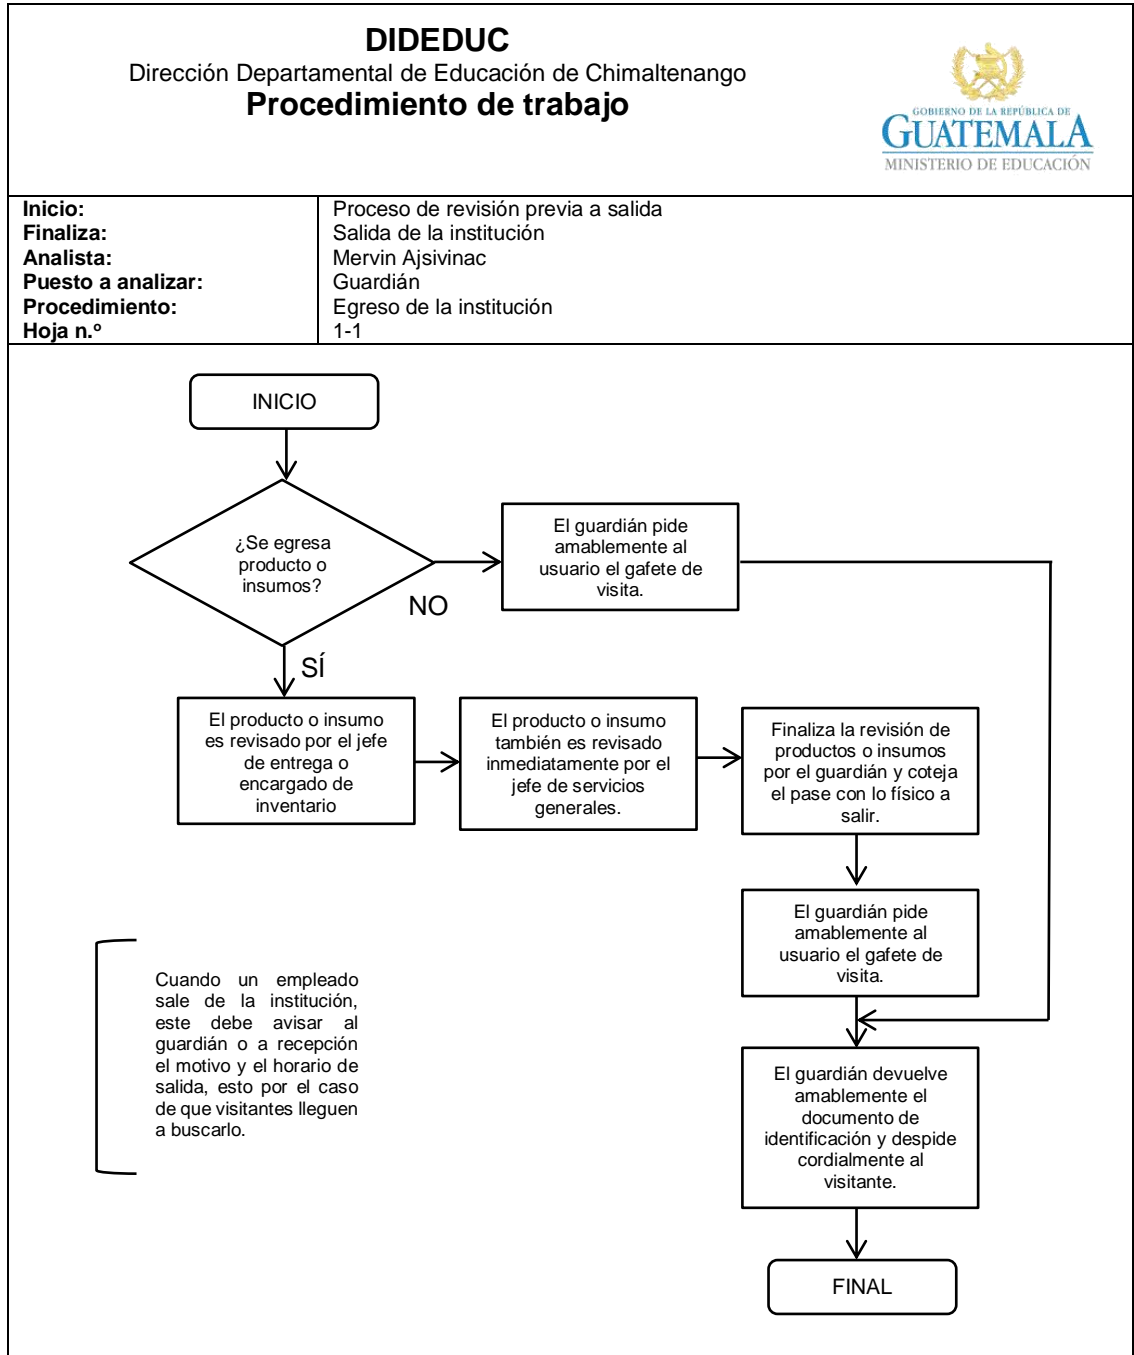 DIDEDUC
Dirección Departamental de Educación de Chimaltenango
Procedimiento de trabajo
GOBIERNO DE LA REPÚBLICA DE
GUATEMALA
MINISTERIO DE EDUCACIÓN
Inicio: Proceso de revisión previa a salida
Finaliza: Salida de la institución
Analista: Mervin Ajsivinac
Puesto a analizar: Guardián
Procedimiento: Egreso de la institución
Hoja n.º 1-1
INICIO
¿Se egresa
producto o
insumos?
NO
El guardián pide
amablemente al
usuario el gafete de
visita.
SÍ
El producto o insumo
es revisado por el jefe
de entrega o
encargado de
inventario
El producto o insumo
también es revisado
inmediatamente por el
jefe de servicios
generales.
Finaliza la revisión de
productos o insumos
por el guardián y coteja
el pase con lo físico a
salir.
El guardián pide
amablemente al
usuario el gafete de
visita.
Cuando un empleado
sale de la institución,
este debe avisar al
guardián o a recepción
el motivo y el horario de
salida, esto por el caso
de que visitantes lleguen
a buscarlo.
El guardián devuelve
amablemente el
documento de
identificación y despide
cordialmente al
visitante.
FINAL